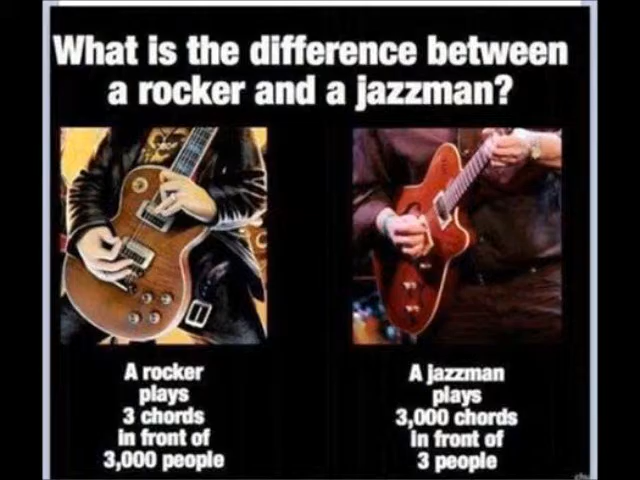 What is the difference between
a rocker and a jazzman?
A rocker
plays
3 chords
in front of
3,000 people
A jazzman
plays
3,000 chords
in front of
3 people